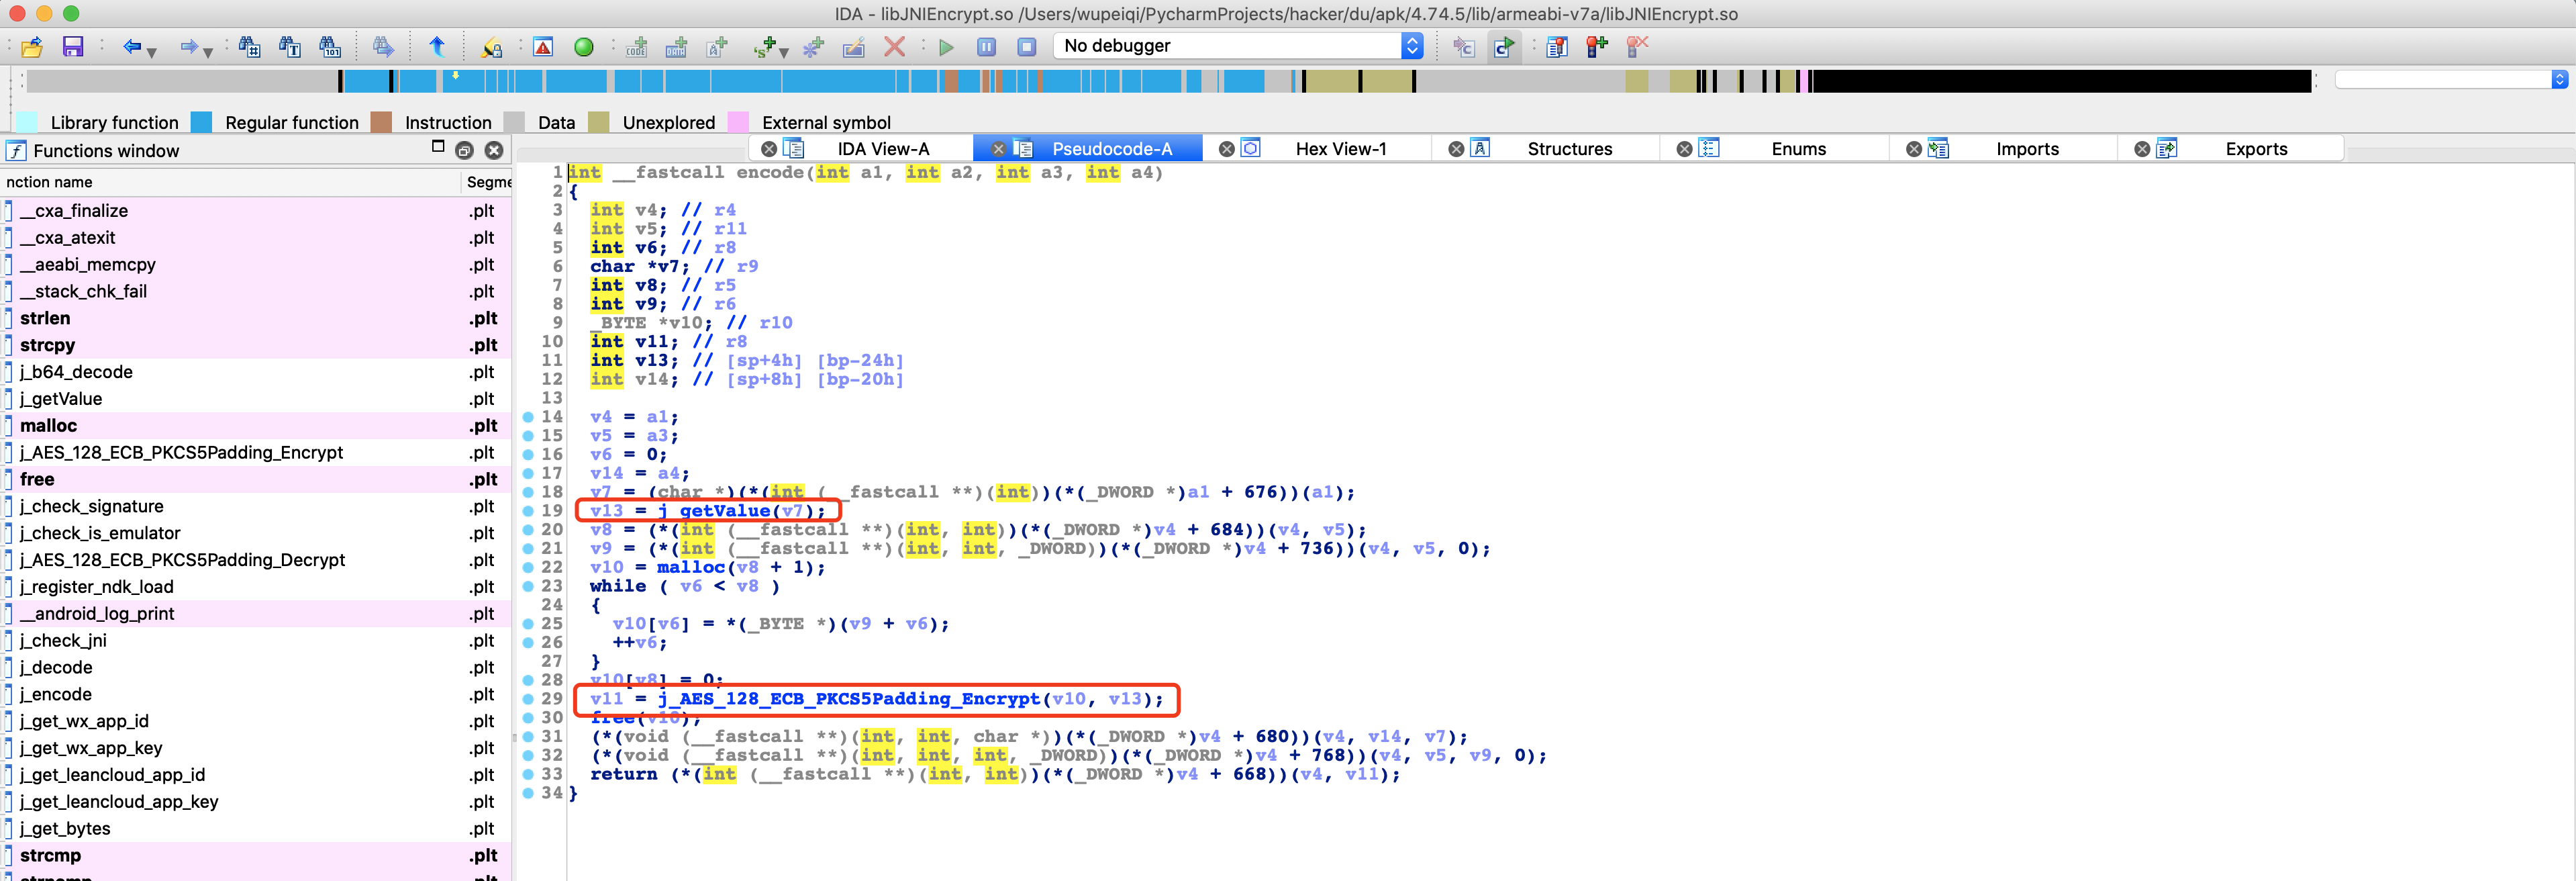 IDA - libJNIEncrypt.so /Users/wupeiqi/PycharmProjects/hacker/du/apk/4.74.5/lib/armeabi-v7a/libJNIEncrypt.so
No debugger
Library function Regular function Instruction Data Unexplored External symbol
Functions window
IDA View-A Pseudocode-A Hex View-1 Structures Enums Imports Exports
nction name Segme
__cxa_finalize .plt
__cxa_atexit .plt
__aeabi_memcpy .plt
__stack_chk_fail .plt
strlen .plt
strcpy .plt
j_b64_decode .plt
j_getValue .plt
malloc .plt
j_AES_128_ECB_PKCS5Padding_Encrypt .plt
free .plt
j_check_signature .plt
j_check_is_emulator .plt
j_AES_128_ECB_PKCS5Padding_Decrypt .plt
j_register_ndk_load .plt
__android_log_print .plt
j_check_jni .plt
j_decode .plt
j_encode .plt
j_get_wx_app_id .plt
j_get_wx_app_key .plt
j_get_leancloud_app_id .plt
j_get_leancloud_app_key .plt
j_get_bytes .plt
strcmp .plt
1 int __fastcall encode(int a1, int a2, int a3, int a4)
2 {
3 int v4; // r4
4 int v5; // r11
5 int v6; // r8
6 char *v7; // r9
7 int v8; // r5
8 int v9; // r6
9 _BYTE *v10; // r10
10 int v11; // r8
11 int v13; // [sp+4h] [bp-24h]
12 int v14; // [sp+8h] [bp-20h]
13
14 v4 = a1;
15 v5 = a3;
16 v6 = 0;
17 v14 = a4;
18 v7 = (char *)(*(int (__fastcall **)(int))(*(_DWORD *)a1 + 676))(a1);
19 v13 = j_getValue(v7);
20 v8 = (*(int (__fastcall **)(int, int))(*(_DWORD *)v4 + 684))(v4, v5);
21 v9 = (*(int (__fastcall **)(int, int, _DWORD))(*(_DWORD *)v4 + 736))(v4, v5, 0);
22 v10 = malloc(v8 + 1);
23 while ( v6 < v8 )
24 {
25 v10[v6] = *(_BYTE *)(v9 + v6);
26 ++v6;
27 }
28 v10[v8] = 0;
29 v11 = j_AES_128_ECB_PKCS5Padding_Encrypt(v10, v13);
30 free(v10);
31 (*(void (__fastcall **)(int, int, char *))(*(_DWORD *)v4 + 680))(v4, v14, v7);
32 (*(void (__fastcall **)(int, int, int, _DWORD))(*(_DWORD *)v4 + 768))(v4, v5, v9, 0);
33 return (*(int (__fastcall **)(int, int))(*(_DWORD *)v4 + 668))(v4, v11);
34 }